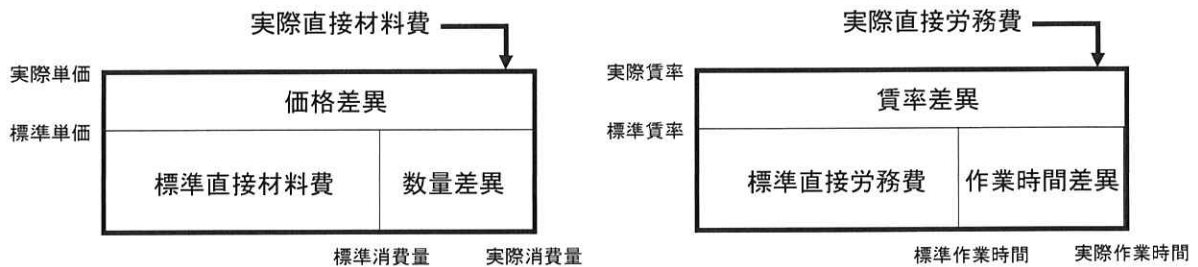 実際直接材料費
実際単価
価格差異
標準単価
標準直接材料費
数量差異
標準消費量
実際消費量
実際直接労務費
実際賃率
賃率差異
標準賃率
標準直接労務費
作業時間差異
標準作業時間
実際作業時間